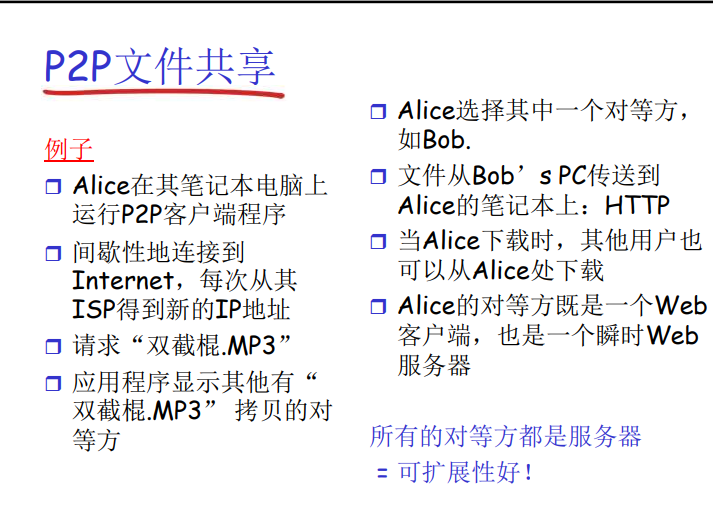 P2P文件共享
例子
Alice在其笔记本电脑上
运行P2P客户端程序
间歇性地连接到
Internet，每次从其
ISP得到新的IP地址
请求“双截棍.MP3”
应用程序显示其他有“
双截棍.MP3” 拷贝的对
等方
Alice选择其中一个对等方，
如Bob.
文件从Bob’s PC传送到
Alice的笔记本上：HTTP
当Alice下载时，其他用户也
可以从Alice处下载
Alice的对等方既是一个Web
客户端，也是一个瞬时Web
服务器
所有的对等方都是服务器
= 可扩展性好！